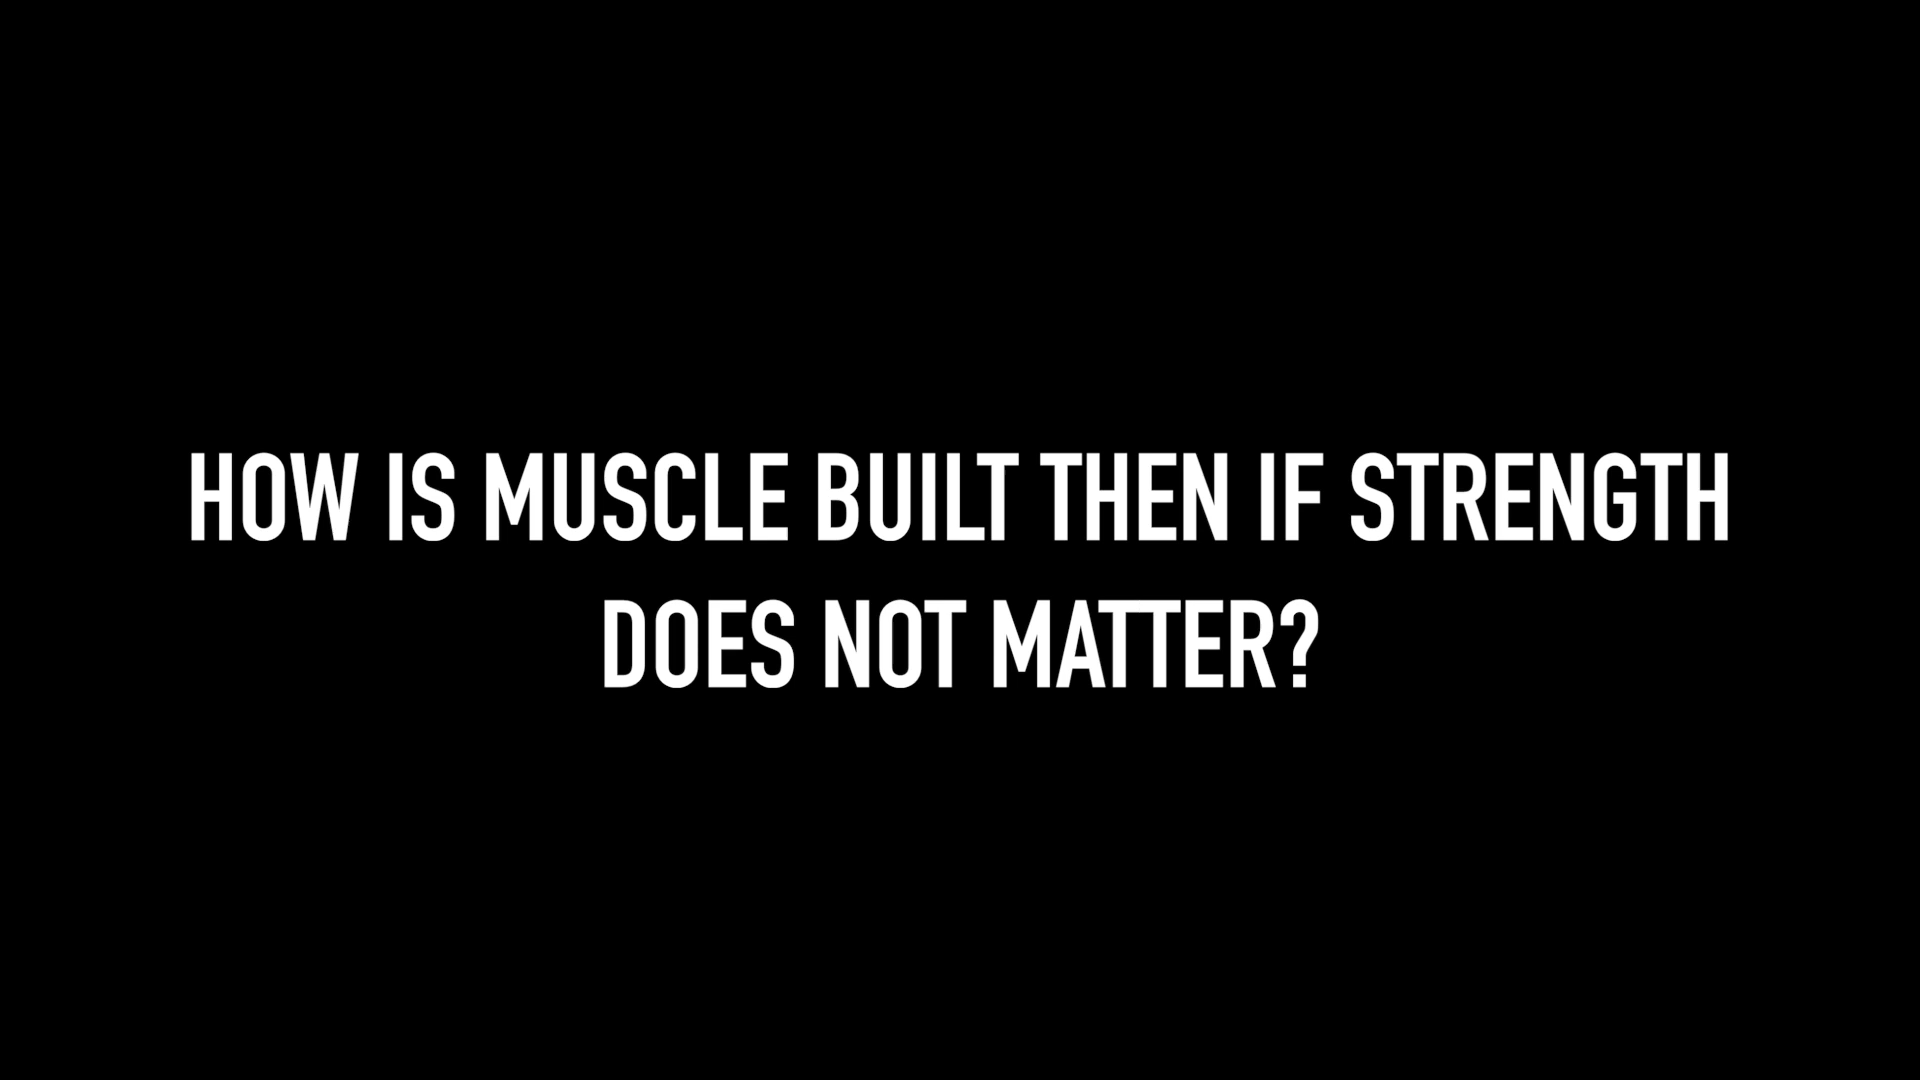 HOW IS MUSCLE BUILT THEN IF STRENGTH
DOES NOT MATTER?